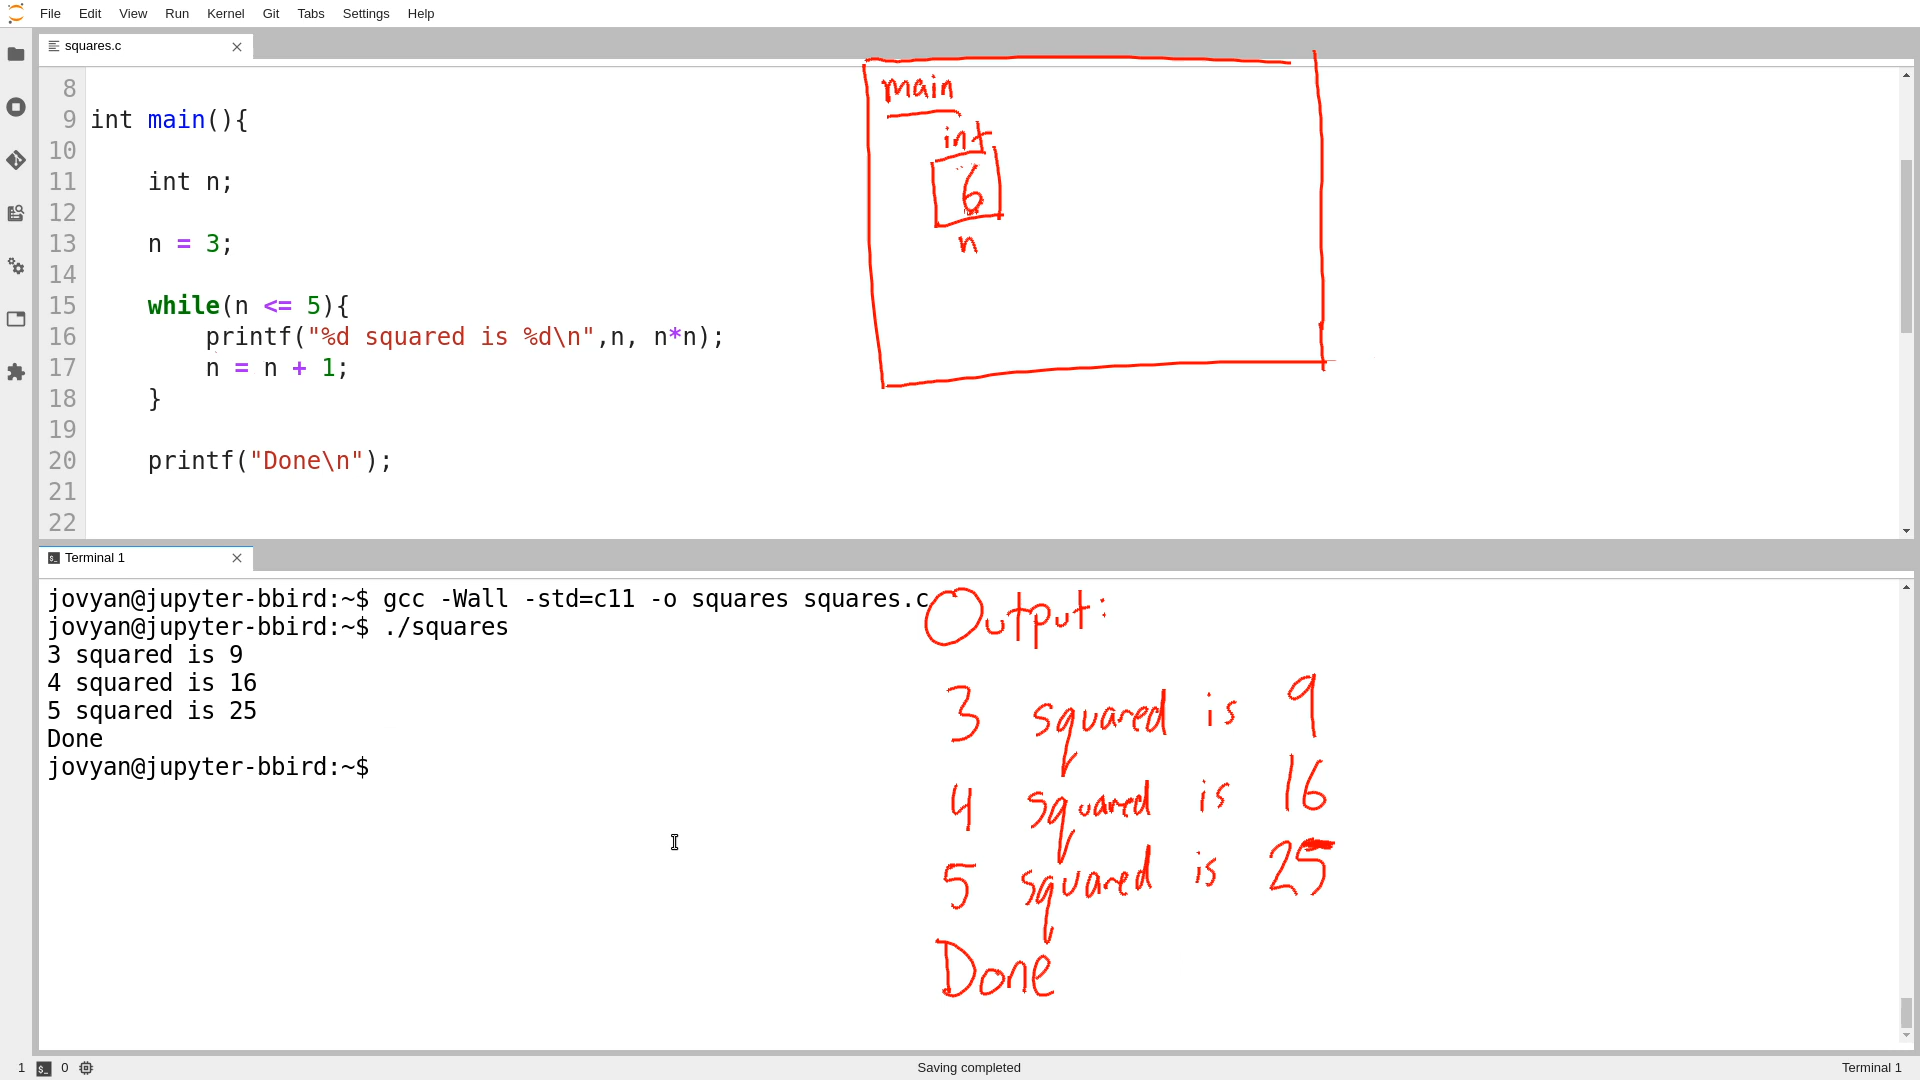 File Edit View Run Kernel Git Tabs Settings Help
squares.c
8
9 int main(){
10
11     int n;
12
13     n = 3;
14
15     while(n <= 5){
16         printf("%d squared is %d\n",n, n*n);
17         n = n + 1;
18     }
19
20     printf("Done\n");
21
22
main
int
6
n
Terminal 1
jovyan@jupyter-bbird:~$ gcc -Wall -std=c11 -o squares squares.c
jovyan@jupyter-bbird:~$ ./squares
3 squared is 9
4 squared is 16
5 squared is 25
Done
jovyan@jupyter-bbird:~$
Output:
3 squared is 9
4 squared is 16
5 squared is 25
Done
1 $_ 0 Saving completed Terminal 1